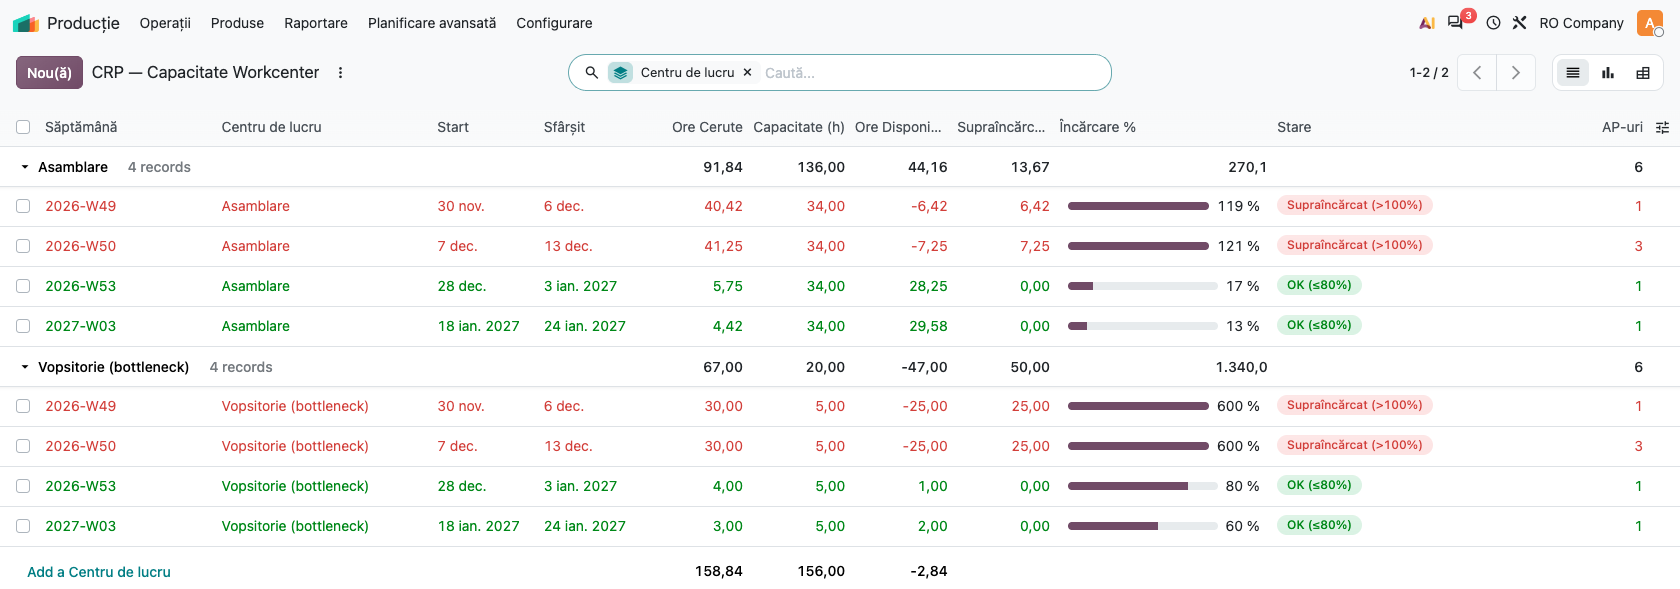 Producție Operații Produse Raportare Planificare avansată Configurare AI 3 RO Company A
Nou(ă) CRP — Capacitate Workcenter Centru de lucru Caută... 1-2 / 2
Săptămână Centru de lucru Start Sfârșit Ore Cerute Capacitate (h) Ore Disponi... Supraîncărc... Încărcare % Stare AP-uri
Asamblare 4 records 91,84 136,00 44,16 13,67 270,1 6
2026-W49 Asamblare 30 nov. 6 dec. 40,42 34,00 -6,42 6,42 119 % Supraîncărcat (>100%) 1
2026-W50 Asamblare 7 dec. 13 dec. 41,25 34,00 -7,25 7,25 121 % Supraîncărcat (>100%) 3
2026-W53 Asamblare 28 dec. 3 ian. 2027 5,75 34,00 28,25 0,00 17 % OK (≤80%) 1
2027-W03 Asamblare 18 ian. 2027 24 ian. 2027 4,42 34,00 29,58 0,00 13 % OK (≤80%) 1
Vopsitorie (bottleneck) 4 records 67,00 20,00 -47,00 50,00 1.340,0 6
2026-W49 Vopsitorie (bottleneck) 30 nov. 6 dec. 30,00 5,00 -25,00 25,00 600 % Supraîncărcat (>100%) 1
2026-W50 Vopsitorie (bottleneck) 7 dec. 13 dec. 30,00 5,00 -25,00 25,00 600 % Supraîncărcat (>100%) 3
2026-W53 Vopsitorie (bottleneck) 28 dec. 3 ian. 2027 4,00 5,00 1,00 0,00 80 % OK (≤80%) 1
2027-W03 Vopsitorie (bottleneck) 18 ian. 2027 24 ian. 2027 3,00 5,00 2,00 0,00 60 % OK (≤80%) 1
Add a Centru de lucru 158,84 156,00 -2,84